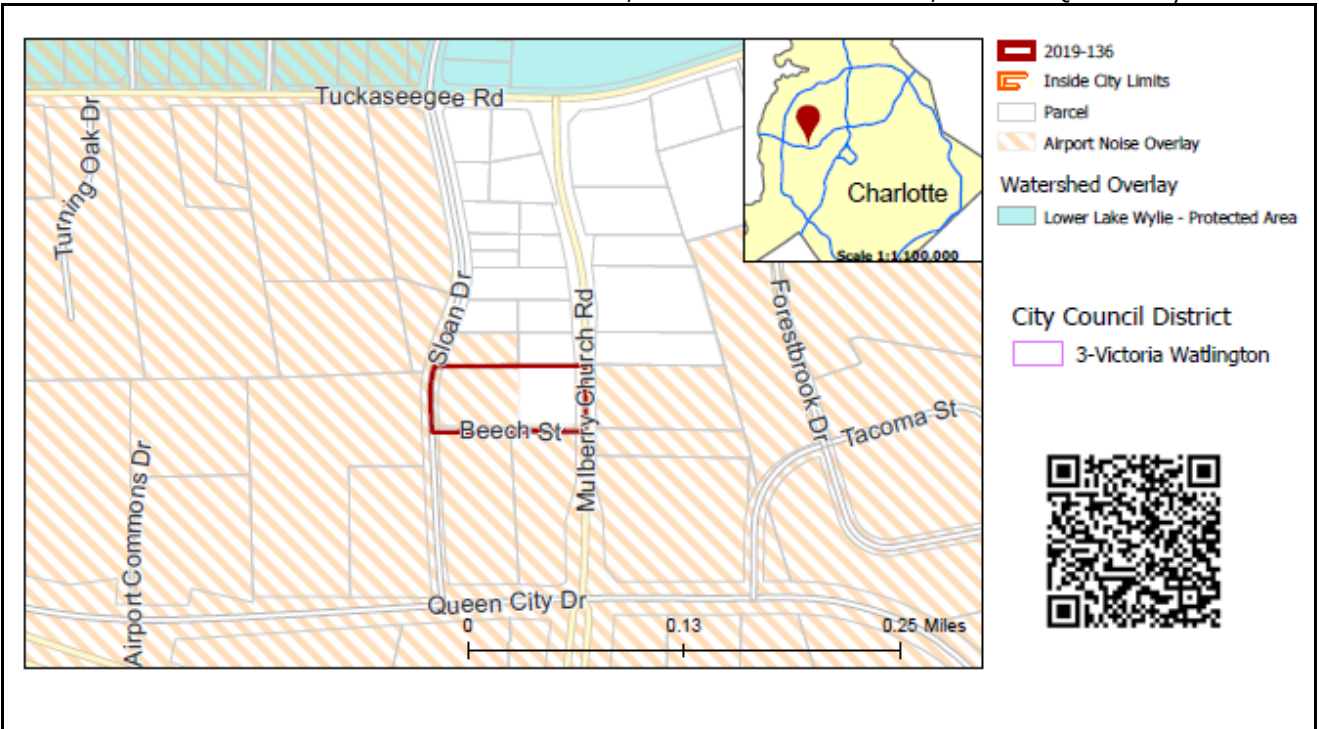 2019-136
Inside City Limits
Parcel
Airport Noise Overlay
Watershed Overlay
Lower Lake Wylie - Protected Area
City Council District
3-Victoria Watlington
Tuckaseegee Rd
Turning Oak Dr
Sloan Dr
Mulberry Church Rd
Forestbrook Dr
Beech St
Tacoma St
Airport Commons Dr
Queen City Dr
0 0.13 0.25 Miles
Charlotte
Scale 1:1,100,000